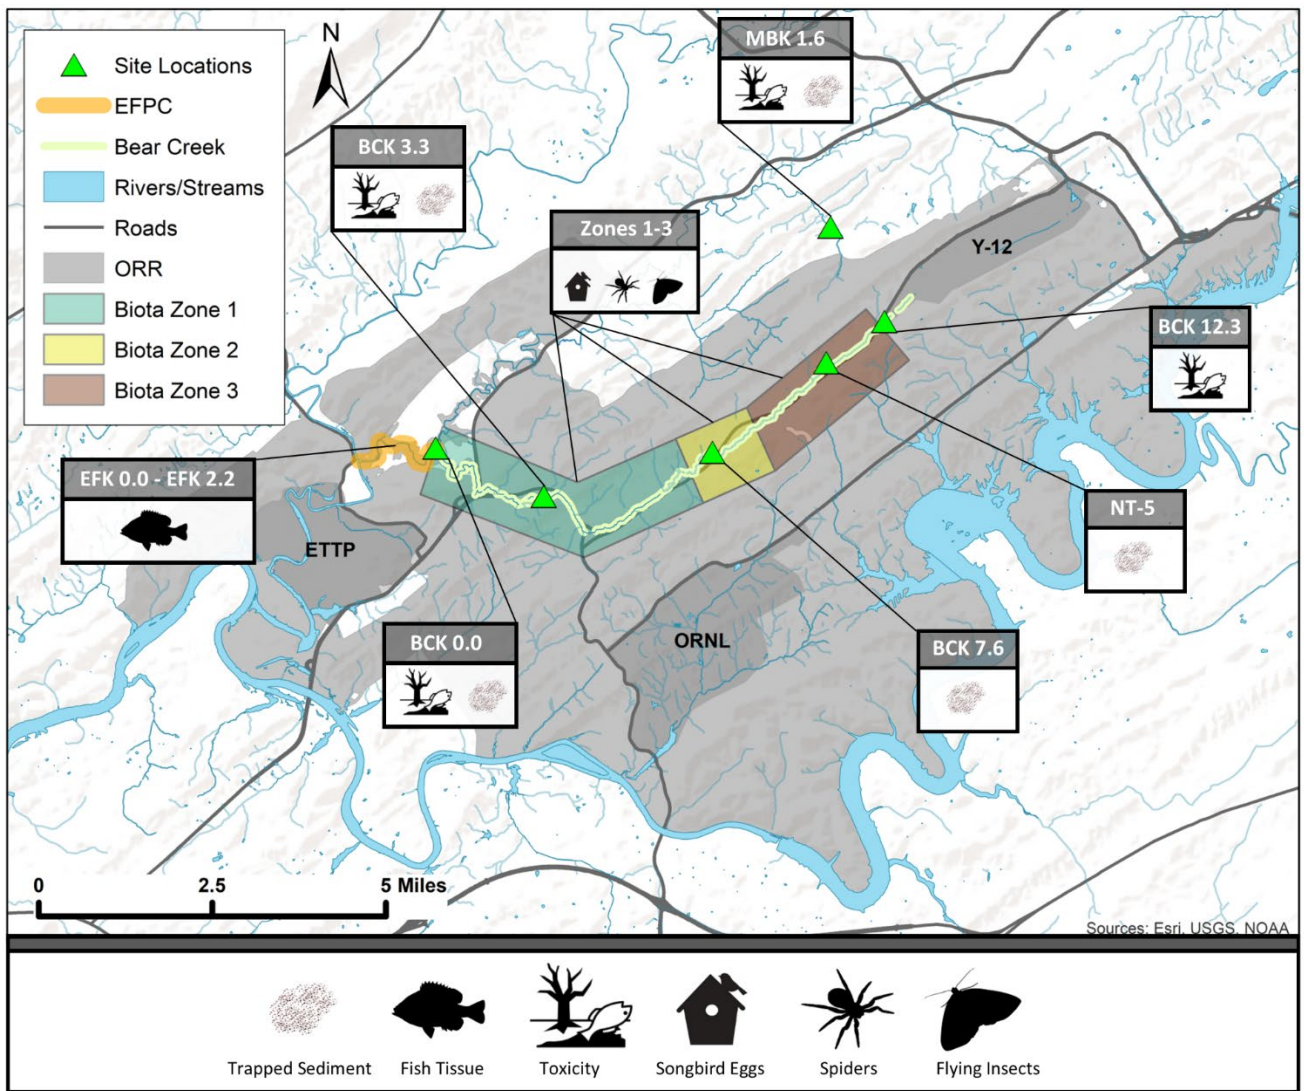 Site Locations
EFPC
Bear Creek
Rivers/Streams
Roads
ORR
Biota Zone 1
Biota Zone 2
Biota Zone 3
N
MBK 1.6
BCK 3.3
Zones 1-3
Y-12
BCK 12.3
EFK 0.0 - EFK 2.2
ETTP
NT-5
BCK 0.0
ORNL
BCK 7.6
0 2.5 5 Miles
Sources: Esri, USGS, NOAA
Trapped Sediment Fish Tissue Toxicity Songbird Eggs Spiders Flying Insects